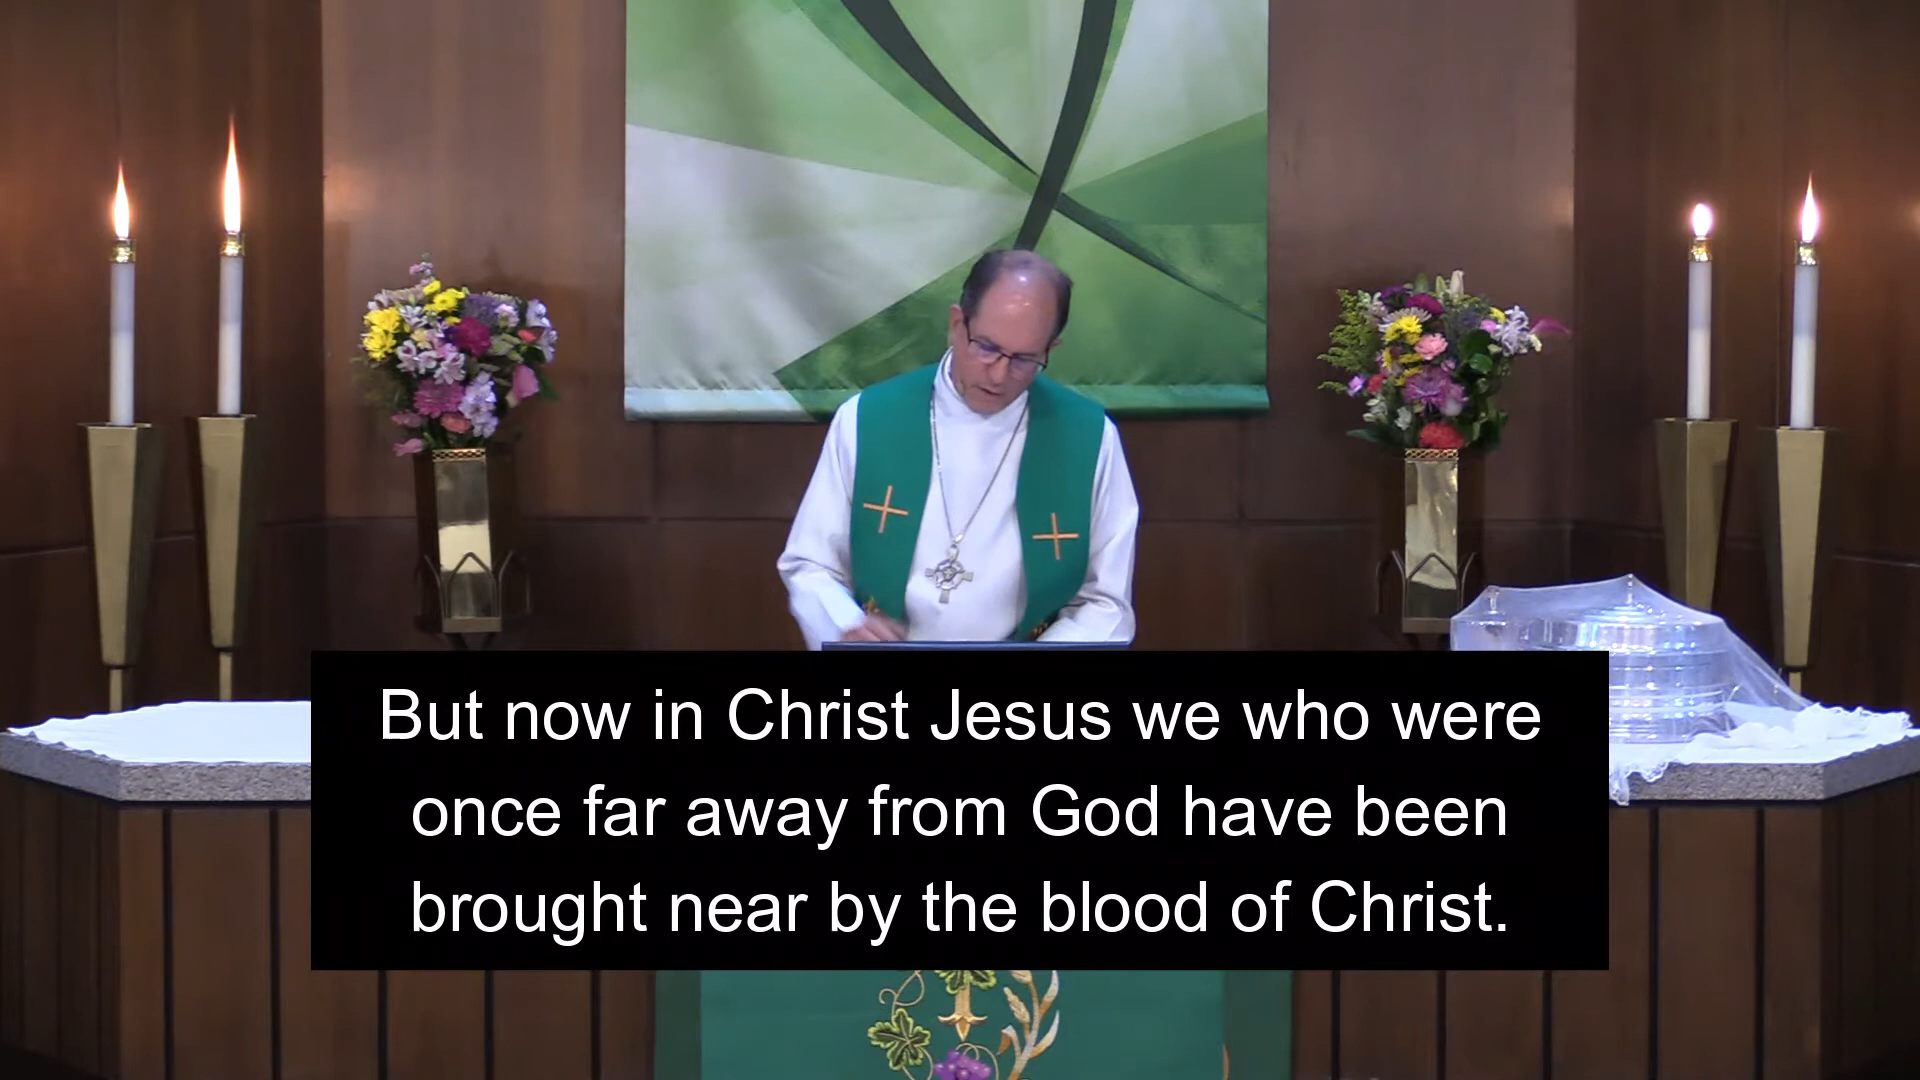 But now in Christ Jesus we who were
once far away from God have been
brought near by the blood of Christ.